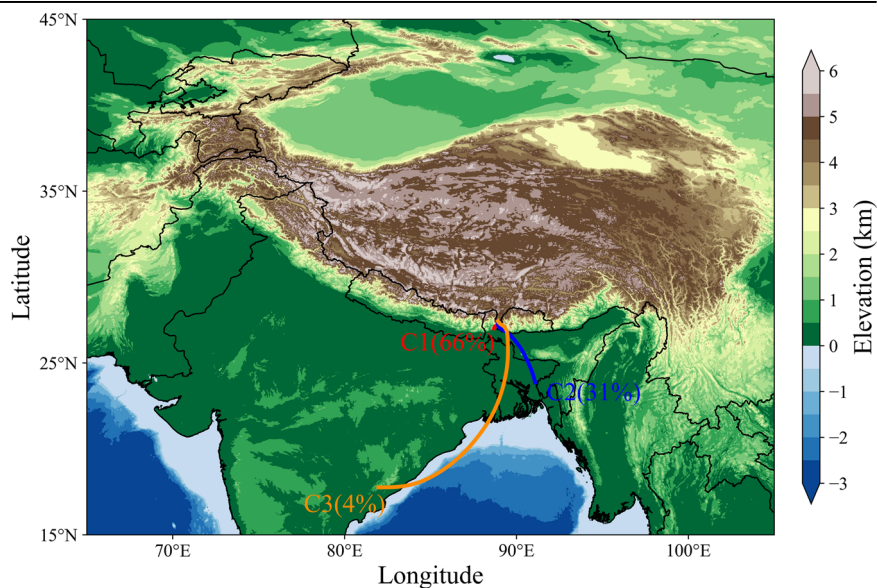 45°N
35°N
25°N
15°N
Latitude
70°E
80°E
90°E
100°E
Longitude
C1(66%)
C2(31%)
C3(4%)
6
5
4
3
2
1
0
−1
−2
−3
Elevation (km)